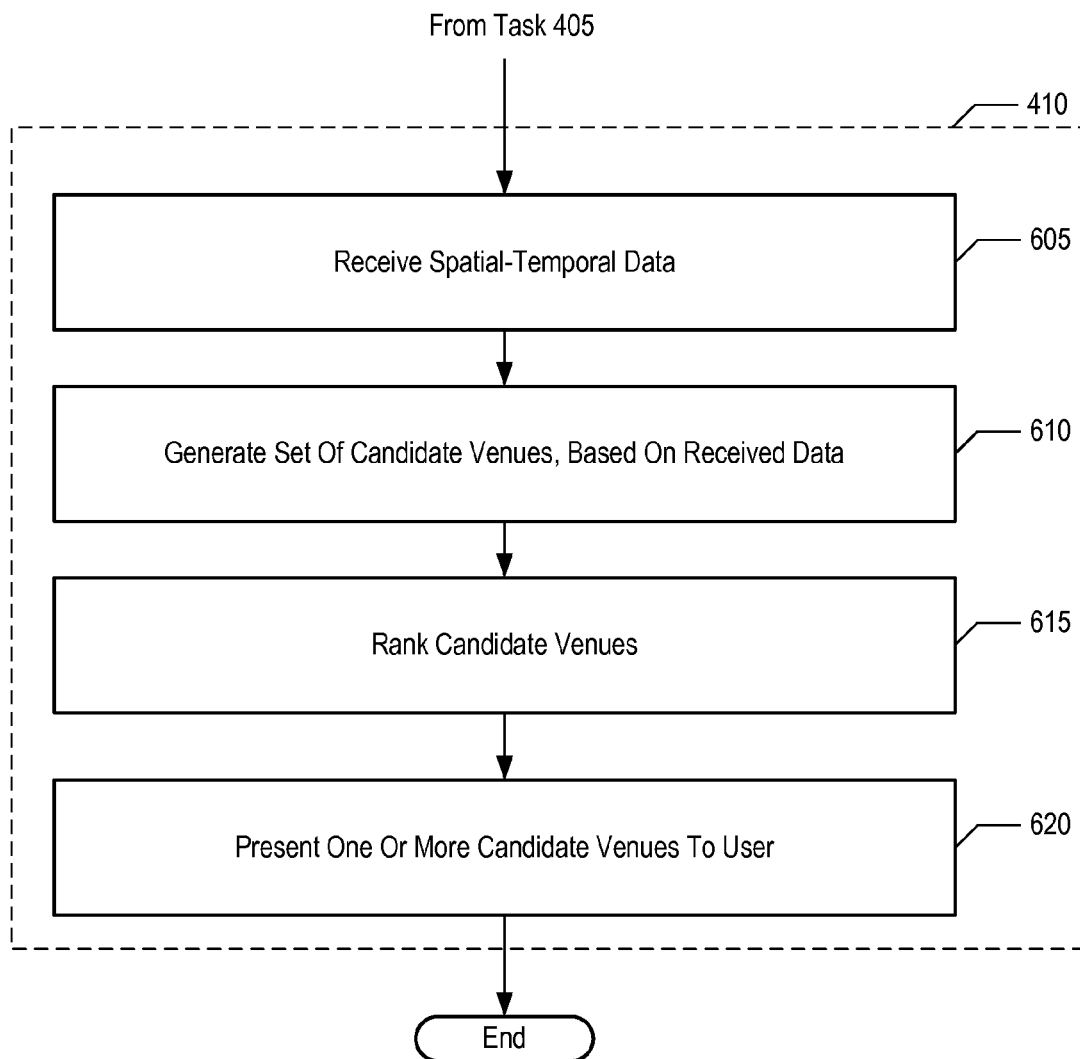 From Task 405
410
Receive Spatial-Temporal Data
605
Generate Set Of Candidate Venues, Based On Received Data
610
Rank Candidate Venues
615
Present One Or More Candidate Venues To User
620
End